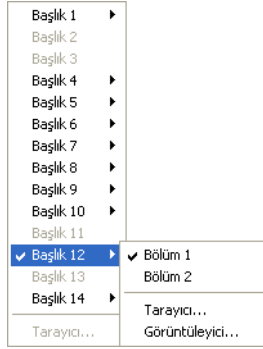 Başlık 1
Başlık 2
Başlık 3
Başlık 4
Başlık 5
Başlık 6
Başlık 7
Başlık 8
Başlık 9
Başlık 10
Başlık 11
Başlık 12
Başlık 13
Başlık 14
Tarayıcı...
Bölüm 1
Bölüm 2
Tarayıcı...
Görüntüleyici...